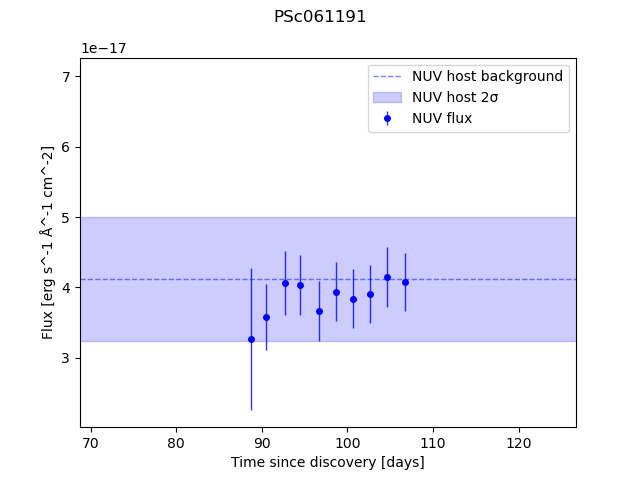 PSc061191
1e−17
NUV host background
NUV host 2σ
NUV flux
7
6
5
4
3
Flux [erg s^-1 Å^-1 cm^-2]
70 80 90 100 110 120
Time since discovery [days]